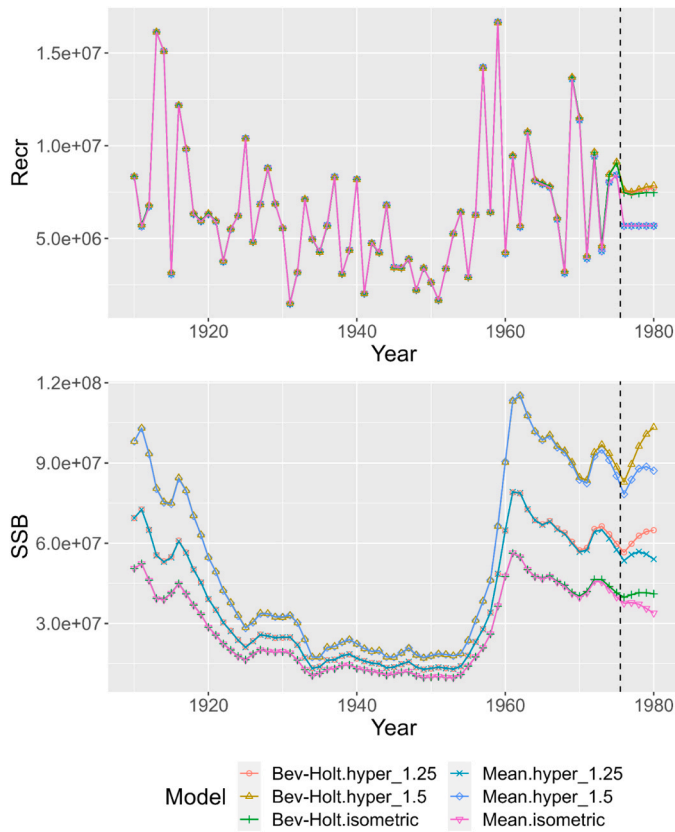 1.5e+07
1.0e+07
5.0e+06
Recr
1920 1940 1960 1980
Year
1.2e+08
9.0e+07
6.0e+07
3.0e+07
SSB
1920 1940 1960 1980
Year
Model
Bev-Holt.hyper_1.25 Mean.hyper_1.25
Bev-Holt.hyper_1.5 Mean.hyper_1.5
Bev-Holt.isometric Mean.isometric